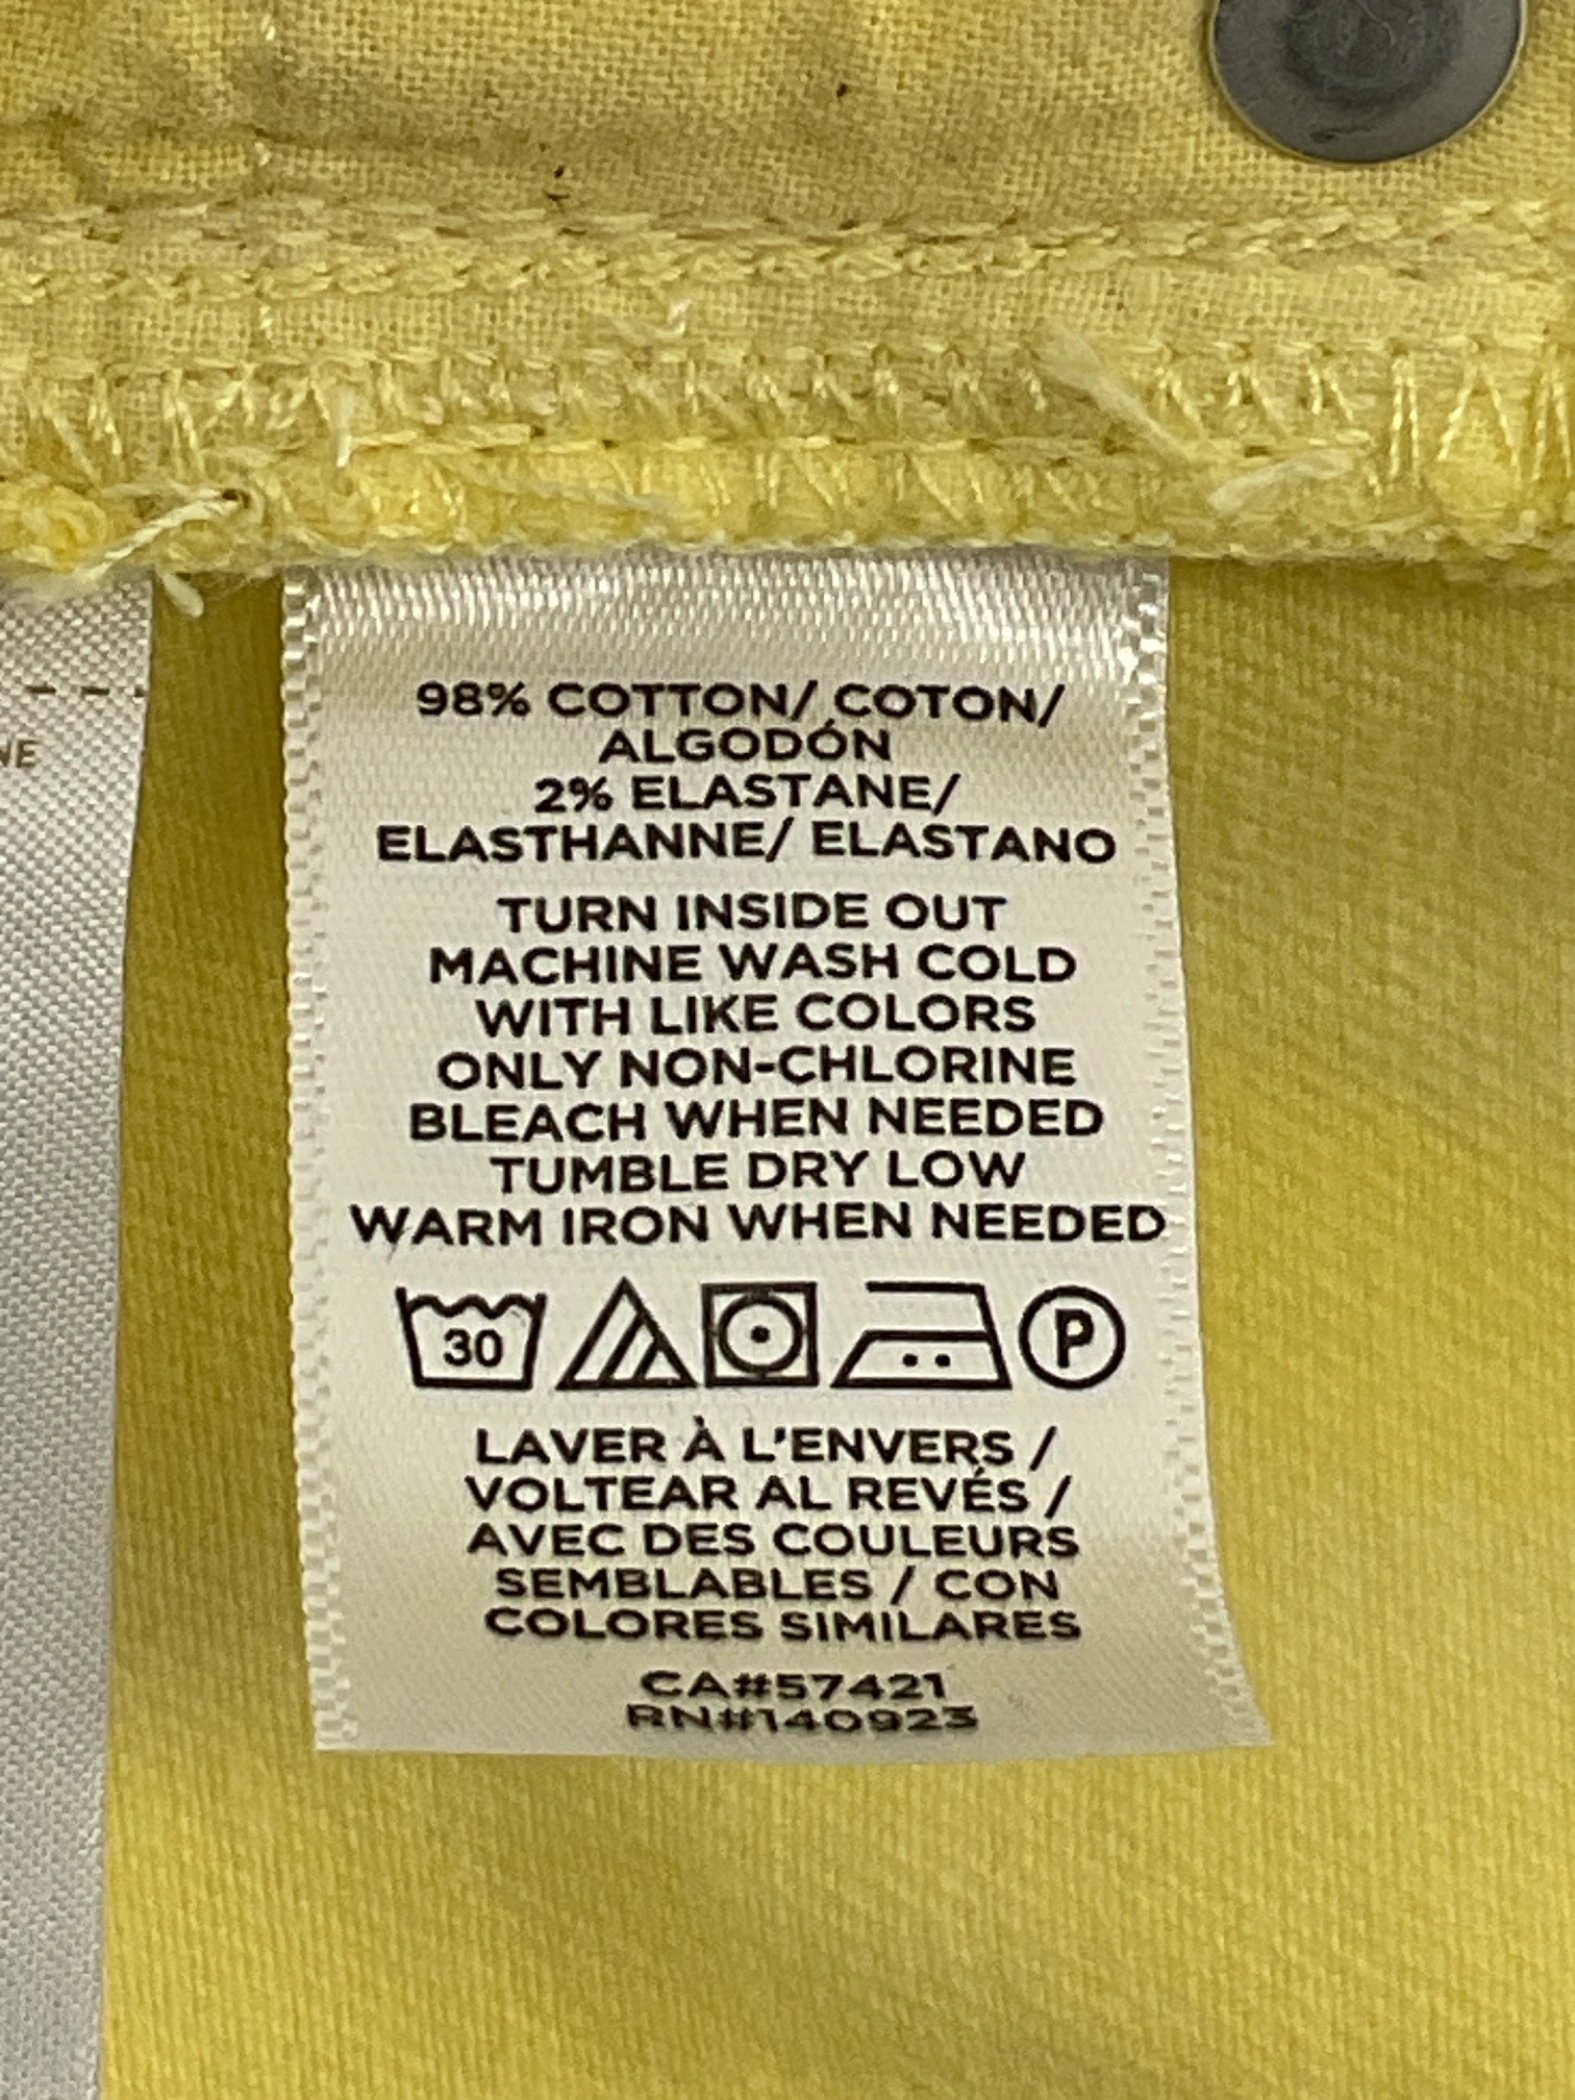 98% COTTON/ COTON/
ALGODÓN
2% ELASTANE/
ELASTHANNE/ ELASTANO
TURN INSIDE OUT
MACHINE WASH COLD
WITH LIKE COLORS
ONLY NON-CHLORINE
BLEACH WHEN NEEDED
TUMBLE DRY LOW
WARM IRON WHEN NEEDED
30 P
LAVER À L'ENVERS /
VOLTEAR AL REVÉS /
AVEC DES COULEURS
SEMBLABLES / CON
COLORES SIMILARES
CA#57421
RN#140923